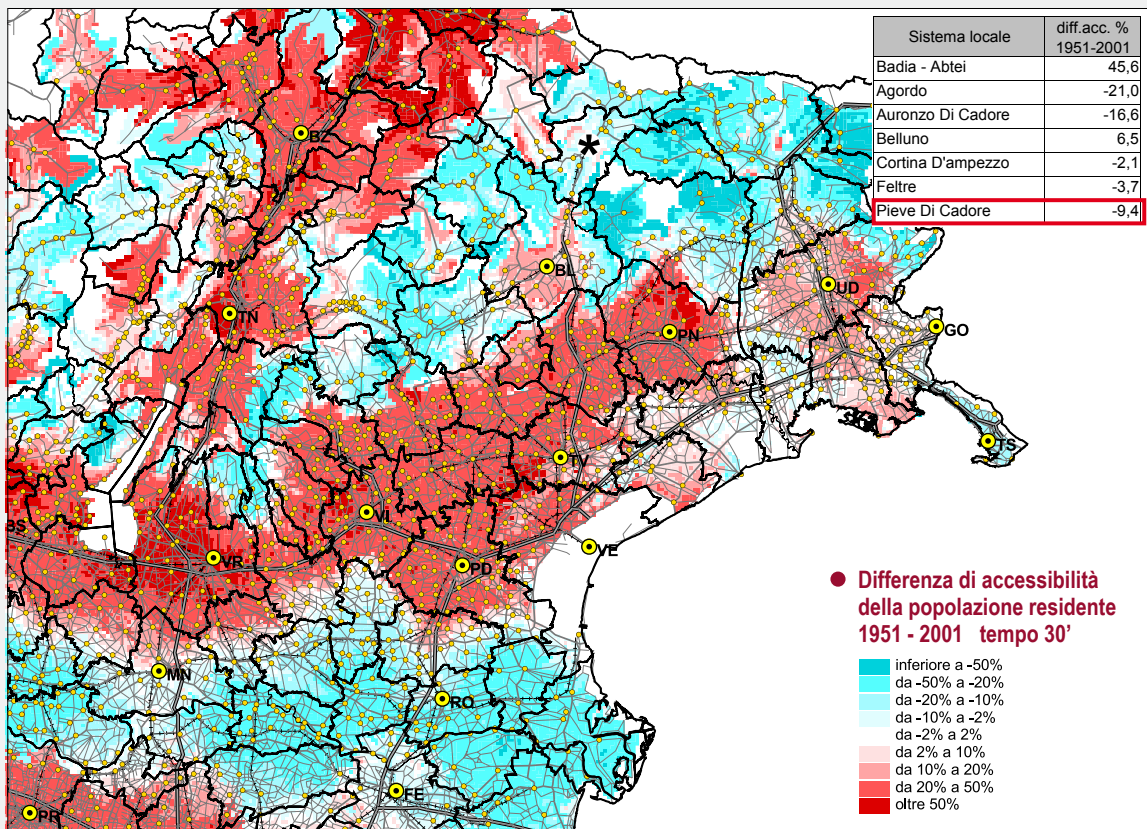 Sistema locale diff.acc. % 1951-2001
Badia - Abtei 45,6
Agordo -21,0
Auronzo Di Cadore -16,6
Belluno 6,5
Cortina D'ampezzo -2,1
Feltre -3,7
Pieve Di Cadore -9,4
BZ
*
BL
UD
TN
PN
GO
TS
BS
VI
VR
PD
VE
MN
RO
FE
PR
Differenza di accessibilità
della popolazione residente
1951 - 2001 tempo 30'
inferiore a -50%
da -50% a -20%
da -20% a -10%
da -10% a -2%
da -2% a 2%
da 2% a 10%
da 10% a 20%
da 20% a 50%
oltre 50%